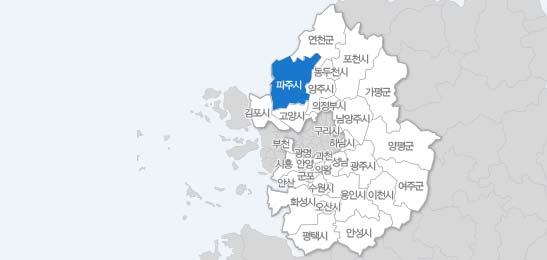 연천군
포천시
동두천시
파주시
양주시
가평군
의정부시
김포시
고양시
남양주시
구리시
하남시
부천
양평군
광명
과천
시흥
안양
성남
의왕
광주시
군포
안산
수원시
여주군
용인시
이천시
화성시
오산시
평택시
안성시